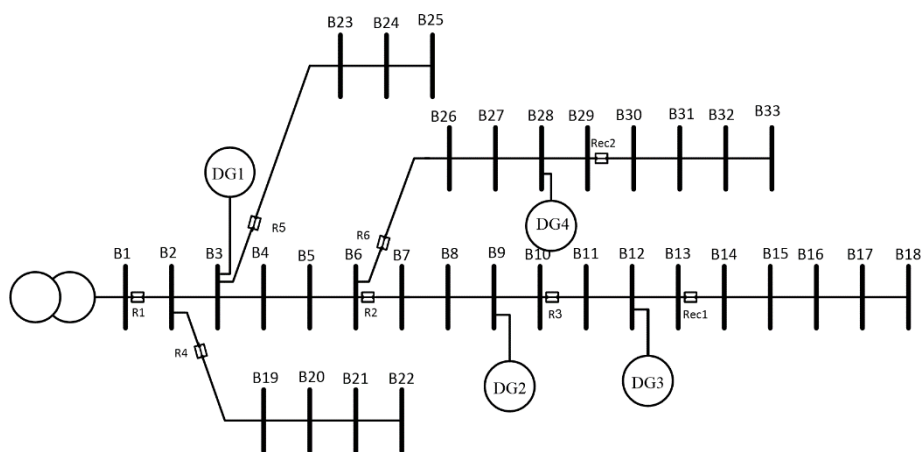 B23 B24 B25
B26 B27 B28 B29 B30 B31 B32 B33
Rec2
DG1
R5
DG4
R6
B1 B2 B3 B4 B5 B6 B7 B8 B9 B10 B11 B12 B13 B14 B15 B16 B17 B18
R1 R2 R3 Rec1
R4
B19 B20 B21 B22
DG2 DG3